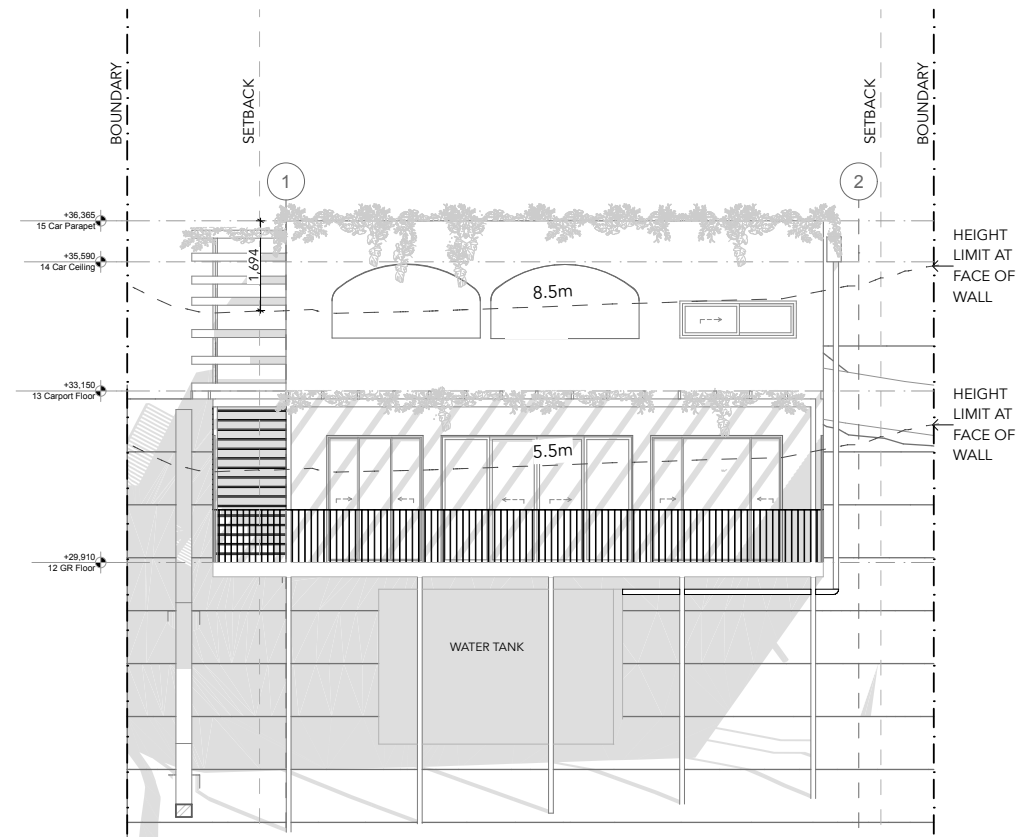 BOUNDARY
SETBACK
SETBACK
BOUNDARY
1
2
+36,365
15 Car Parapet
+35,590
14 Car Ceiling
1,694
8.5m
HEIGHT
LIMIT AT
FACE OF
WALL
+33,150
13 Carport Floor
HEIGHT
LIMIT AT
FACE OF
WALL
5.5m
+29,910
12 GR Floor
WATER TANK